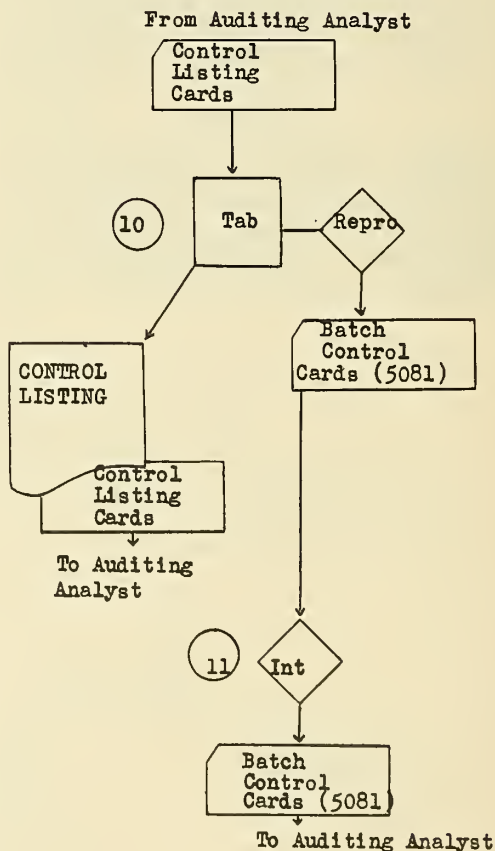 From Auditing Analyst
Control
Listing
Cards
10
Tab
Repro
Batch
Control
Cards (5081)
CONTROL
LISTING
Control
Listing
Cards
To Auditing
Analyst
11
Int
Batch
Control
Cards (5081)
To Auditing Analyst